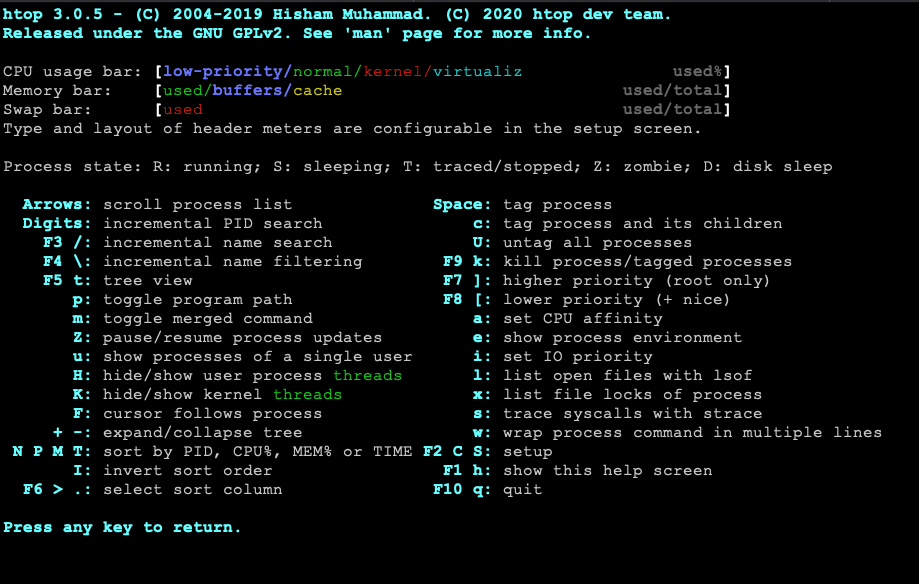 htop 3.0.5 - (C) 2004-2019 Hisham Muhammad. (C) 2020 htop dev team.
Released under the GNU GPLv2. See 'man' page for more info.
CPU usage bar: [low-priority/normal/kernel/virtualiz               used%]
Memory bar:    [used/buffers/cache                            used/total]
Swap bar:      [used                                          used/total]
Type and layout of header meters are configurable in the setup screen.
Process state: R: running; S: sleeping; T: traced/stopped; Z: zombie; D: disk sleep
  Arrows: scroll process list              Space: tag process
  Digits: incremental PID search               c: tag process and its children
    F3 /: incremental name search              U: untag all processes
    F4 \: incremental name filtering        F9 k: kill process/tagged processes
    F5 t: tree view                         F7 ]: higher priority (root only)
       p: toggle program path               F8 [: lower priority (+ nice)
       m: toggle merged command                a: set CPU affinity
       Z: pause/resume process updates         e: show process environment
       u: show processes of a single user      i: set IO priority
       H: hide/show user process threads       l: list open files with lsof
       K: hide/show kernel threads             x: list file locks of process
       F: cursor follows process               s: trace syscalls with strace
     + -: expand/collapse tree                 w: wrap process command in multiple lines
 N P M T: sort by PID, CPU%, MEM% or TIME F2 C S: setup
       I: invert sort order                 F1 h: show this help screen
  F6 > .: select sort column               F10 q: quit
Press any key to return.